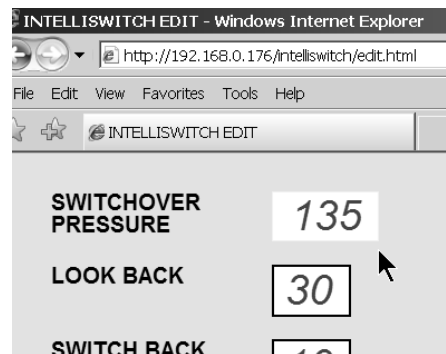 INTELLISWITCH EDIT - Windows Internet Explorer
http://192.168.0.176/intelliswitch/edit.html
File Edit View Favorites Tools Help
INTELLISWITCH EDIT
SWITCHOVER 135
PRESSURE
LOOK BACK 30
SWITCH BACK